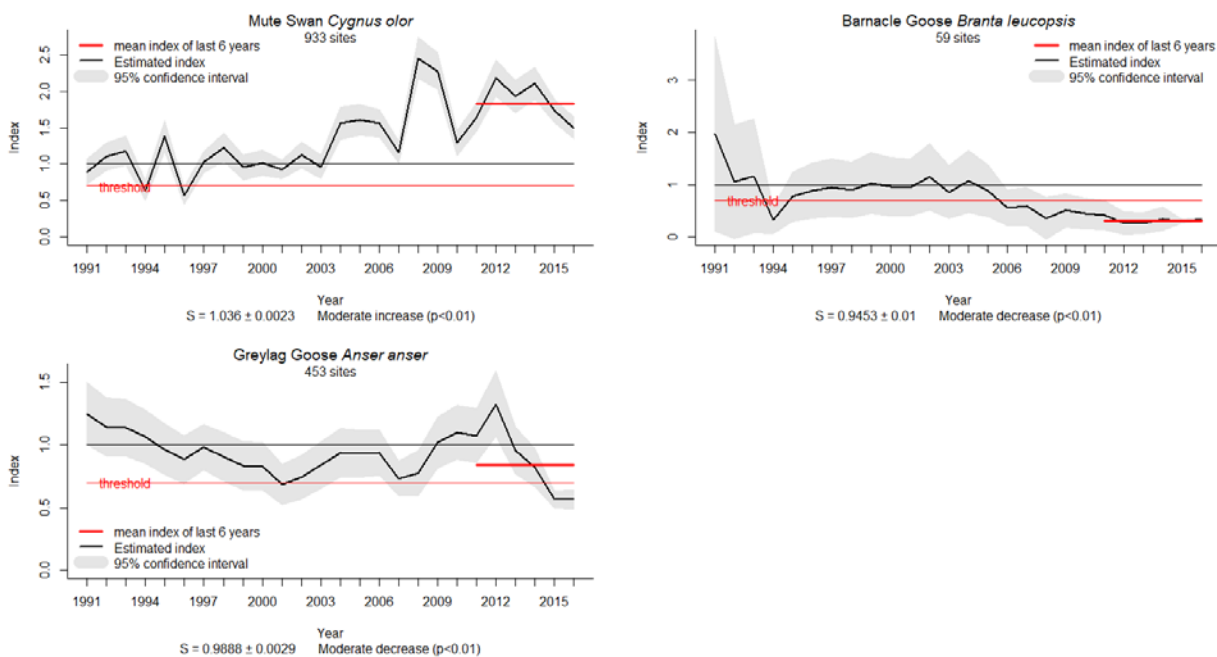 Mute Swan Cygnus olor
933 sites
mean index of last 6 years
Estimated index
95% confidence interval
threshold
Index
0.0 0.5 1.0 1.5 2.0 2.5
1991 1994 1997 2000 2003 2006 2009 2012 2015
Year
S = 1.036 ± 0.0023 Moderate increase (p<0.01)
Barnacle Goose Branta leucopsis
59 sites
mean index of last 6 years
Estimated index
95% confidence interval
threshold
Index
0 1 2 3
1991 1994 1997 2000 2003 2006 2009 2012 2015
Year
S = 0.9453 ± 0.01 Moderate decrease (p<0.01)
Greylag Goose Anser anser
453 sites
threshold
mean index of last 6 years
Estimated index
95% confidence interval
Index
0.0 0.5 1.0 1.5
1991 1994 1997 2000 2003 2006 2009 2012 2015
Year
S = 0.9888 ± 0.0029 Moderate decrease (p<0.01)